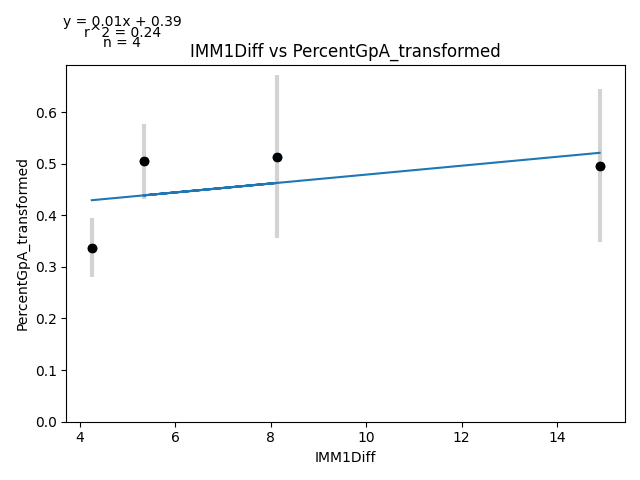 y = 0.01x + 0.39
r^2 = 0.24
n = 4
IMM1Diff vs PercentGpA_transformed
PercentGpA_transformed
0.6
0.5
0.4
0.3
0.2
0.1
0.0
4 6 8 10 12 14
IMM1Diff